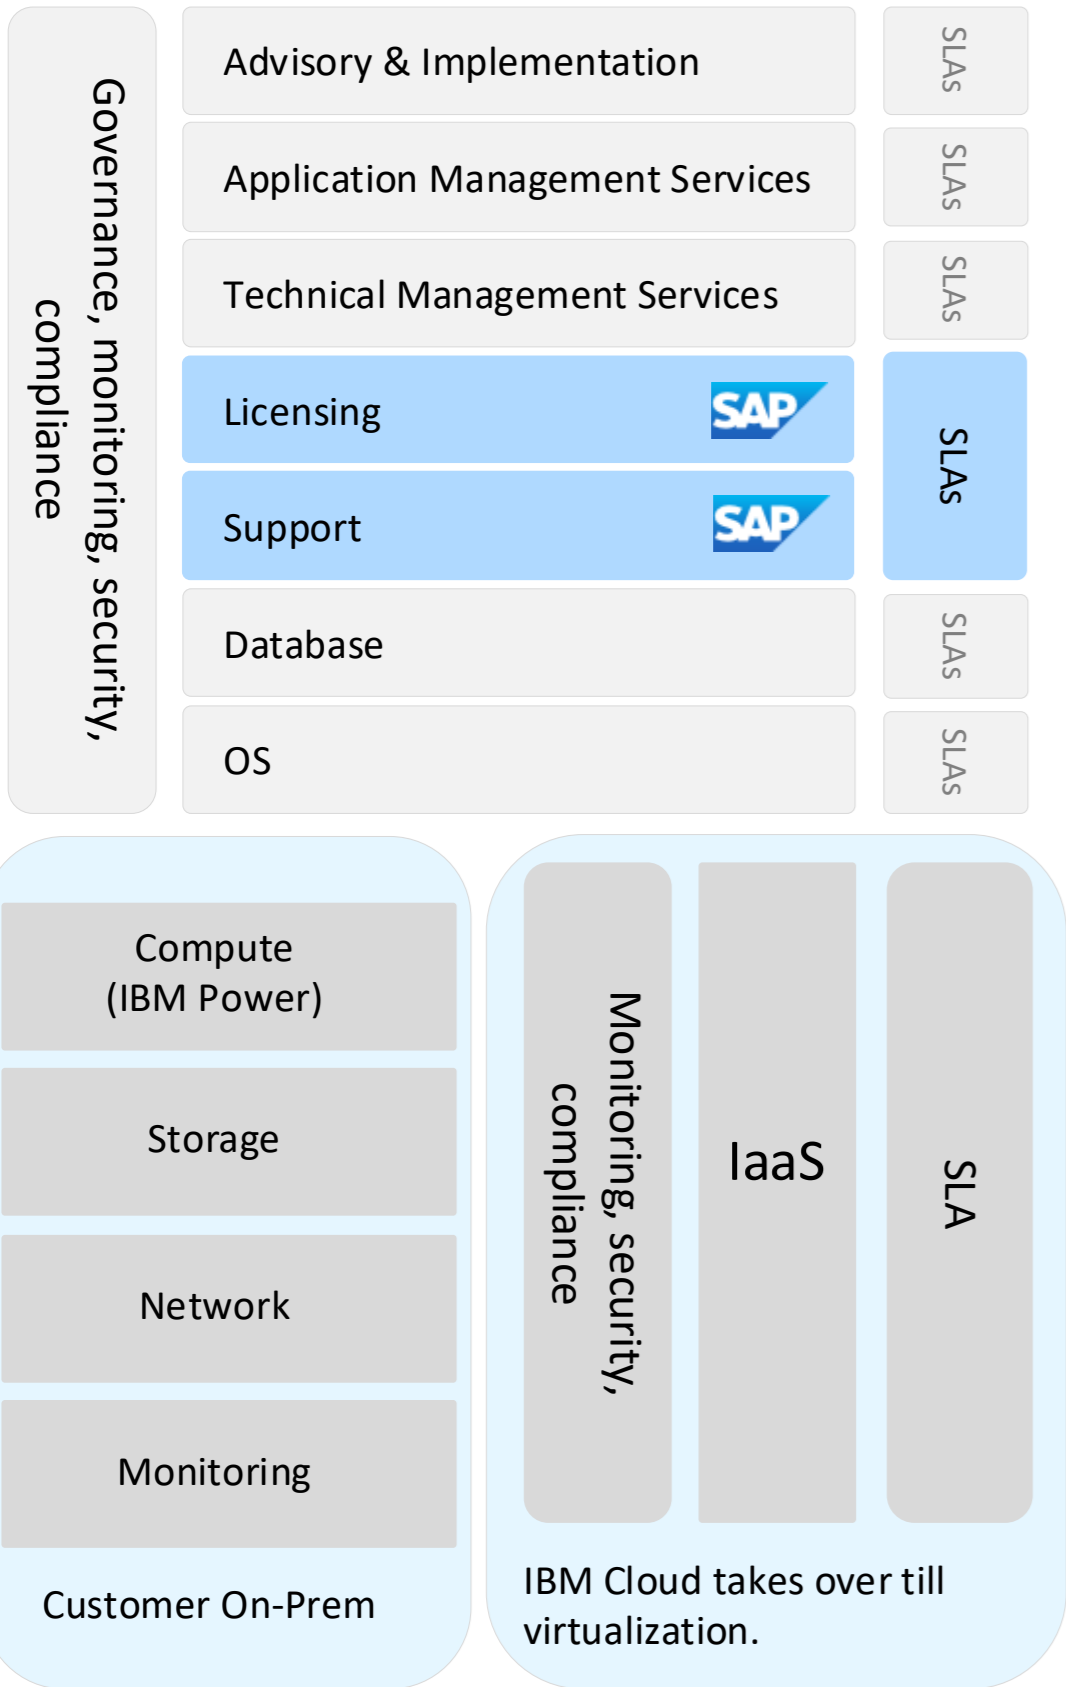 Governance, monitoring, security,
compliance
Advisory & Implementation
SLAs
Application Management Services
SLAs
Technical Management Services
SLAs
Licensing
SAP
Support
SAP
SLAs
Database
SLAs
OS
SLAs
Compute
(IBM Power)
Storage
Network
Monitoring
Customer On-Prem
Monitoring, security,
compliance
IaaS
SLA
IBM Cloud takes over till
virtualization.